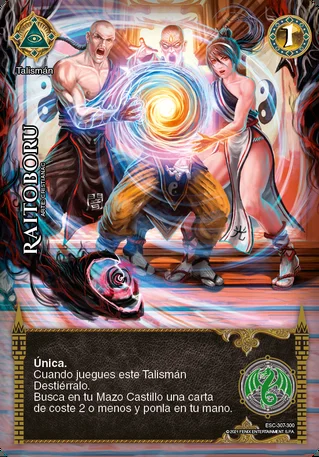 1
Talismán
RAITOBORU
Única.
Cuando juegues este Talismán
Destiérralo.
Busca en tu Mazo Castillo una carta
de coste 2 o menos y ponla en tu mano.
ESC-307-306
©2021 FENIX ENTERTAINMENT S.P.A.